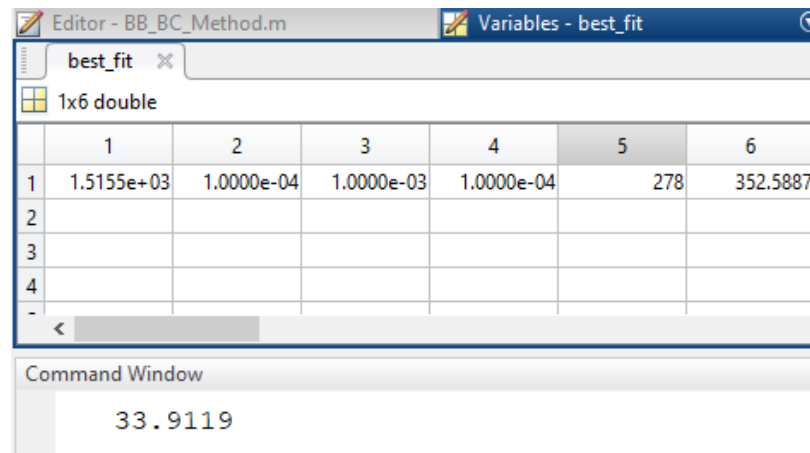 Editor - BB_BC_Method.m Variables - best_fit
best_fit
1x6 double
1 2 3 4 5 6
1 1.5155e+03 1.0000e-04 1.0000e-03 1.0000e-04 278 352.5887
2
3
4
Command Window
33.9119